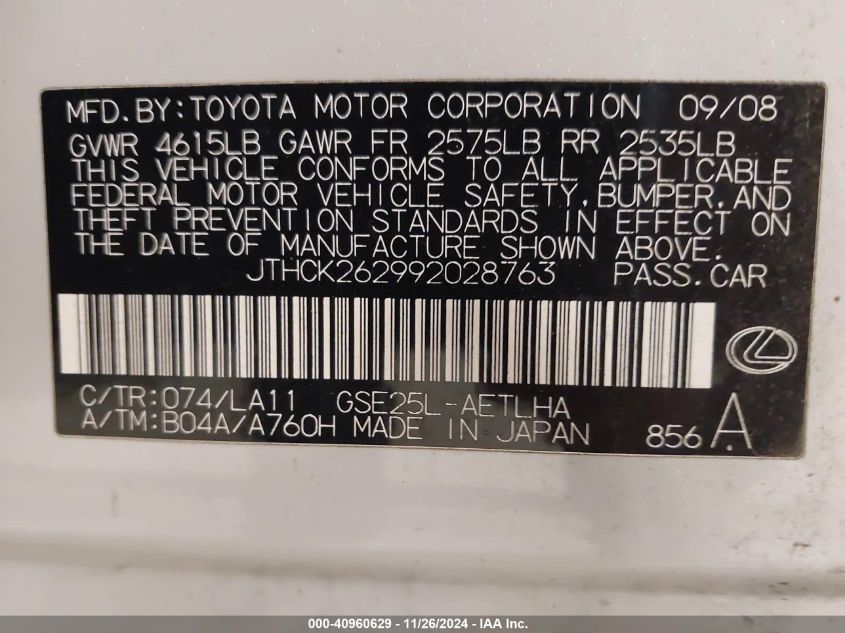 MFD.BY:TOYOTA MOTOR CORPORATION 09/08
GVWR 4615LB GAWR FR 2575LB RR 2535LB
THIS VEHICLE CONFORMS TO ALL APPLICABLE
FEDERAL MOTOR VEHICLE SAFETY,BUMPER,AND
THEFT PREVENTION STANDARDS IN EFFECT ON
THE DATE OF MANUFACTURE SHOWN ABOVE.
JTHCK262992028763 PASS.CAR
C/TR:074/LA11 GSE25L-AETLHA
A/TM:B04A/A760H MADE IN JAPAN 856 A
000-40960629 - 11/26/2024 - IAA Inc.